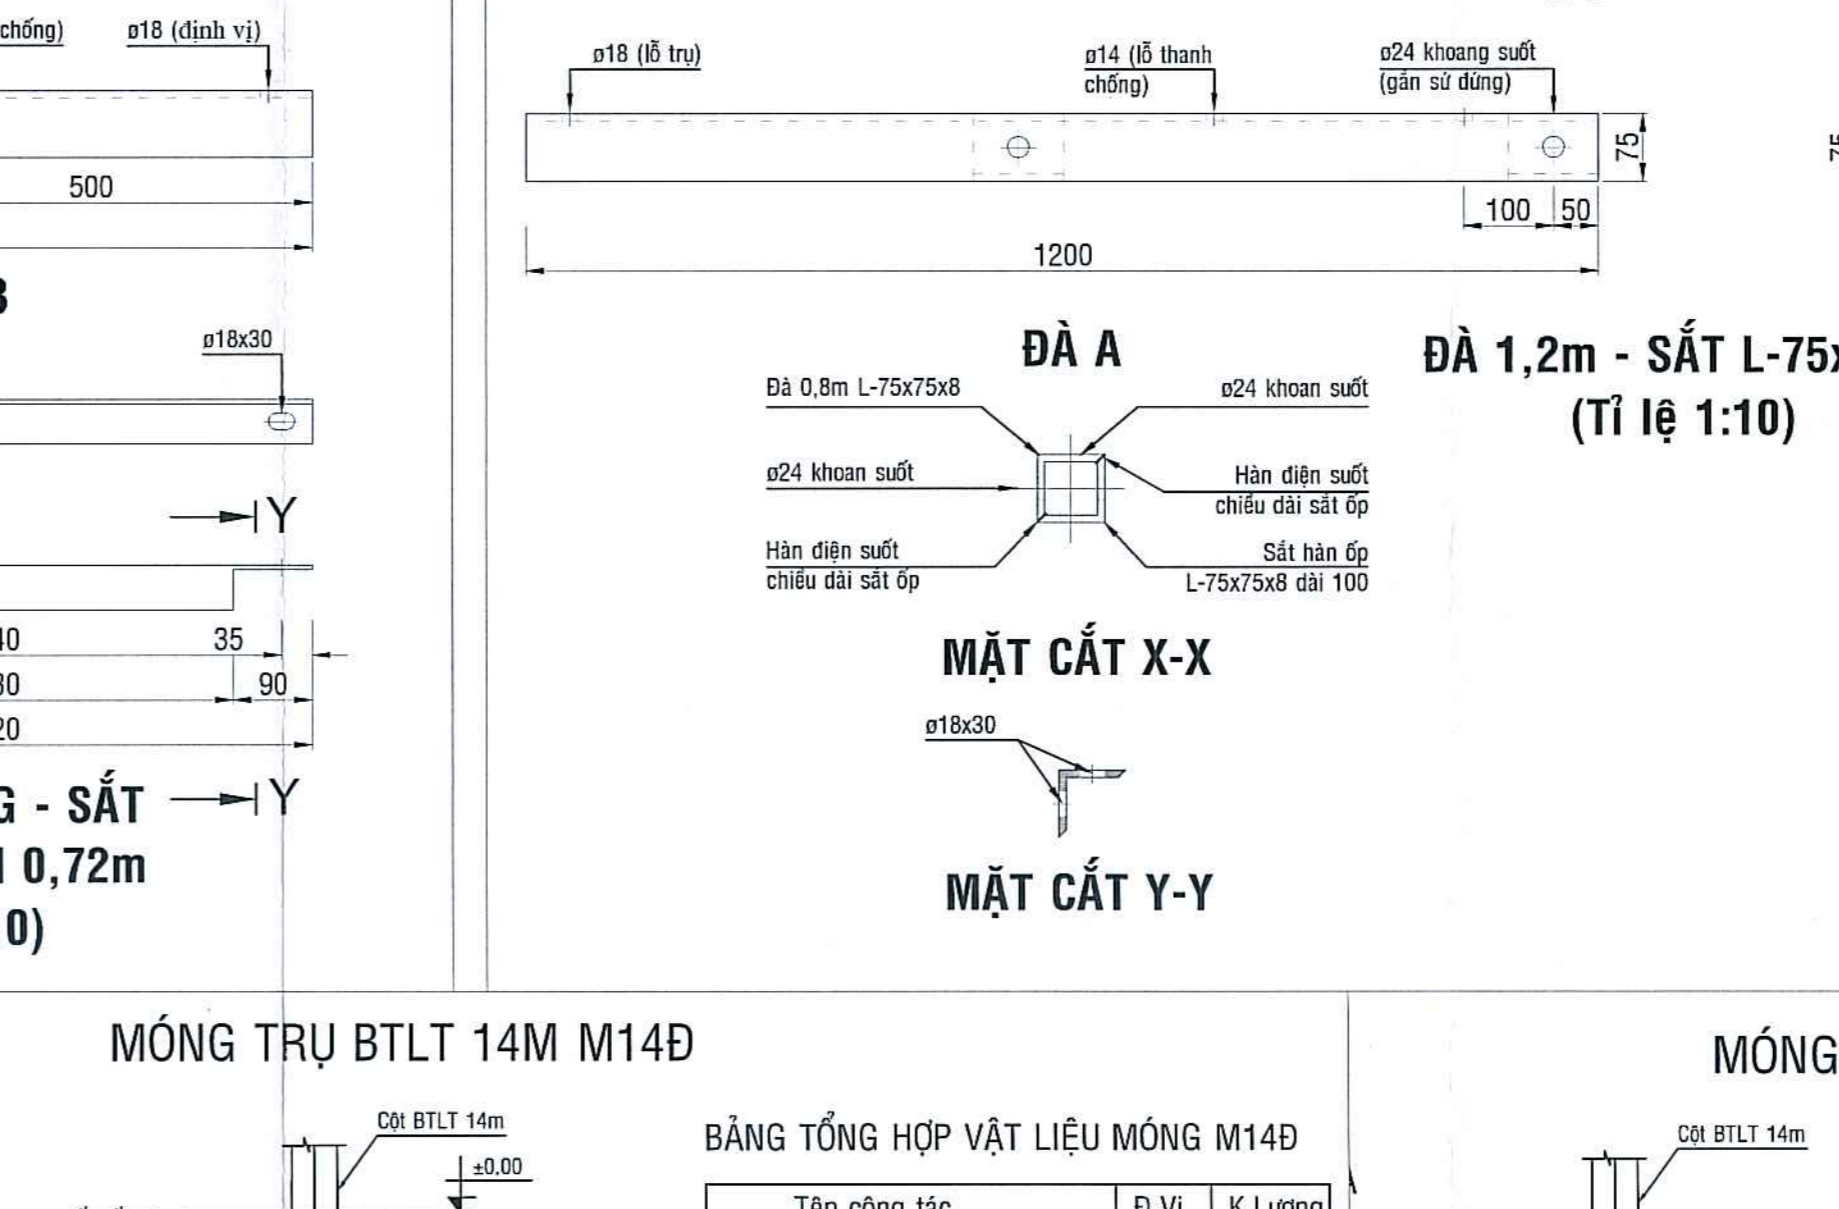 chống)
ø18 (định vị)
500
ø18 (lỗ trụ)
ø14 (lỗ thanh
chống)
ø24 khoang suốt
(gắn sứ đứng)
75
75
100
50
1200
ĐÀ A
ø18x30
Y
35
90
Y
G - SẮT
0,72m
0)
Đà 0,8m L-75x75x8
ø24 khoan suốt
ø24 khoan suốt
Hàn điện suốt
chiều dài sắt ốp
Hàn điện suốt
chiều dài sắt ốp
Sắt hàn ốp
L-75x75x8 dài 100
MẶT CẮT X-X
ø18x30
MẶT CẮT Y-Y
ĐÀ 1,2m - SẮT L-75x
(Tỉ lệ 1:10)
MÓNG TRỤ BTLT 14M M14Đ
Cột BTLT 14m
±0.00
BẢNG TỔNG HỢP VẬT LIỆU MÓNG M14Đ
Tên công tác
Đ.Vị
K.Lượng
MÓNG
Cột BTLT 14m